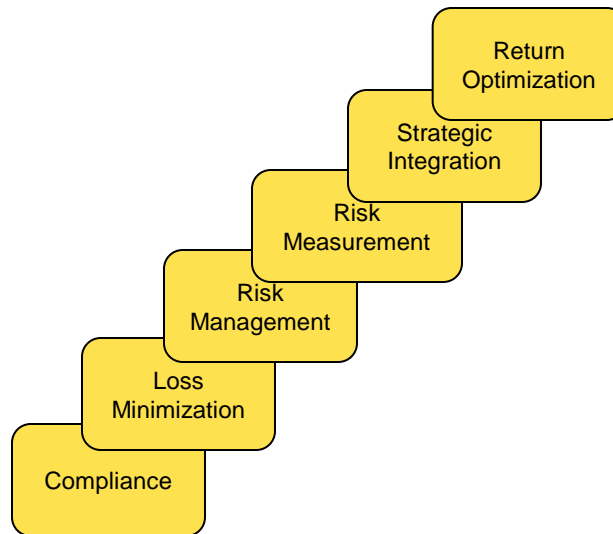 Return
Optimization
Strategic
Integration
Risk
Measurement
Risk
Management
Loss
Minimization
Compliance